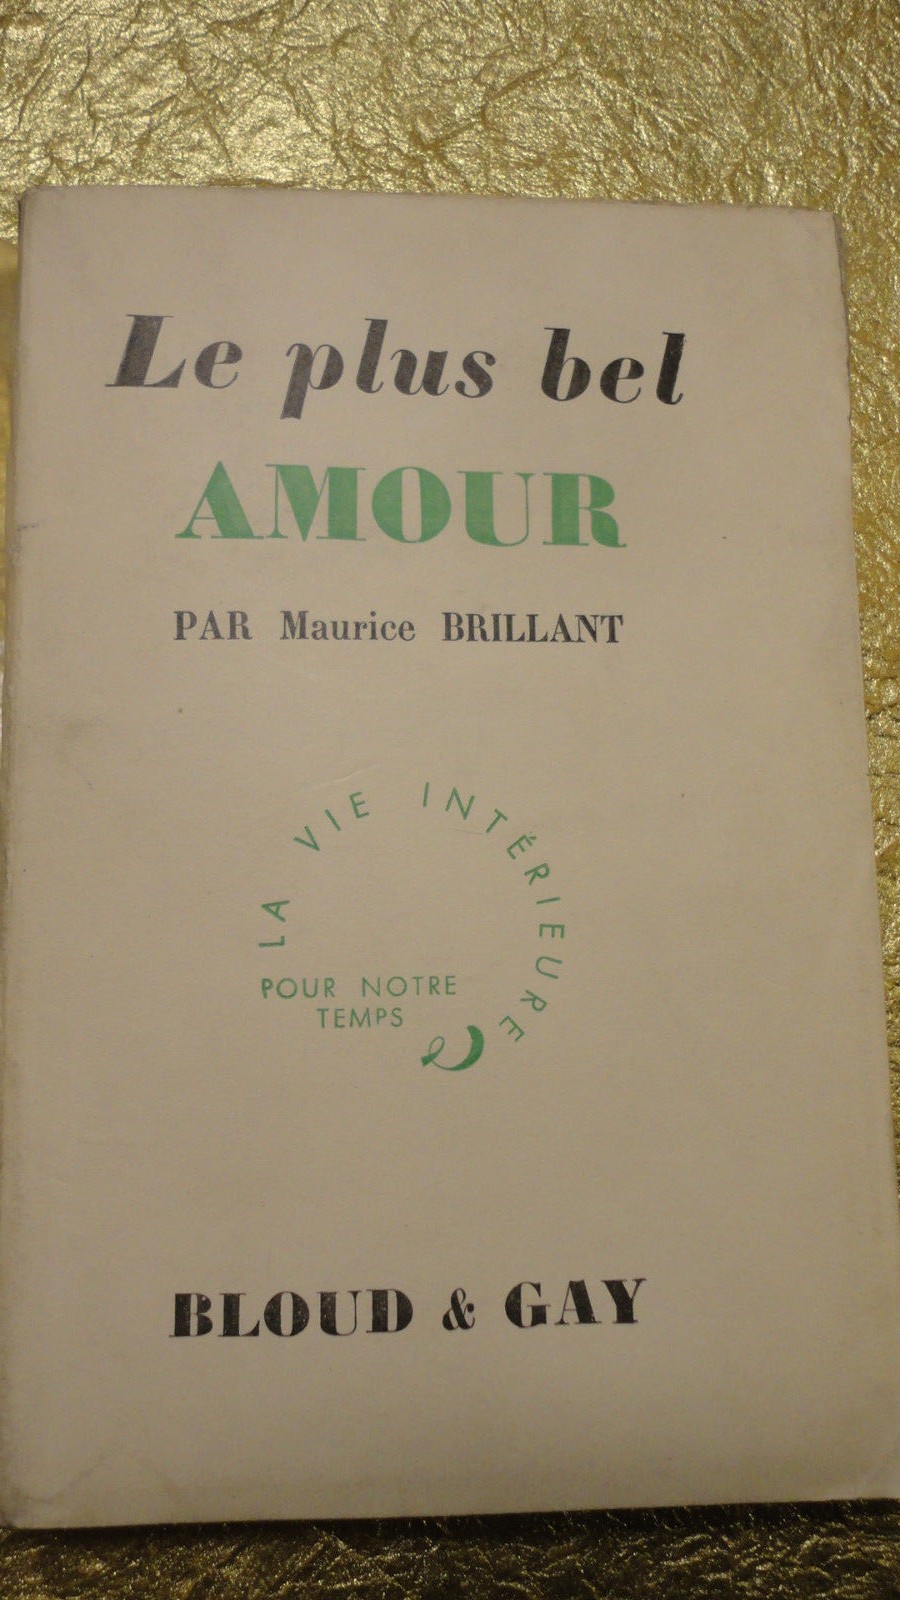 Le plus bel
AMOUR
PAR Maurice BRILLANT
LA VIE INTÉRIEURE
POUR NOTRE
TEMPS
BLOUD & GAY